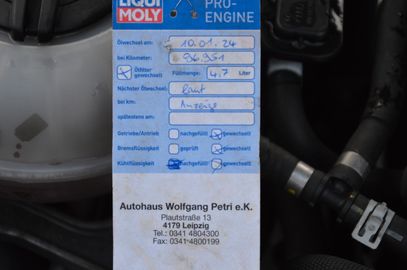 LIQUI
MOLY
PRO-
ENGINE
Ölwechsel am: 10.01.24
bei Kilometer: 96.951
Ölfilter gewechselt Füllmenge: 4,7 Liter
Nächster Ölwechsel: laut
bei km: Anzeige
spätestens am:
Getriebe/Antrieb nachgefüllt gewechselt
Bremsflüssigkeit geprüft gewechselt
Kühlflüssigkeit nachgefüllt gewechselt
Autohaus Wolfgang Petri e.K.
Plautstraße 13
4179 Leipzig
Tel.: 0341 4804300
Fax: 0341-4800199